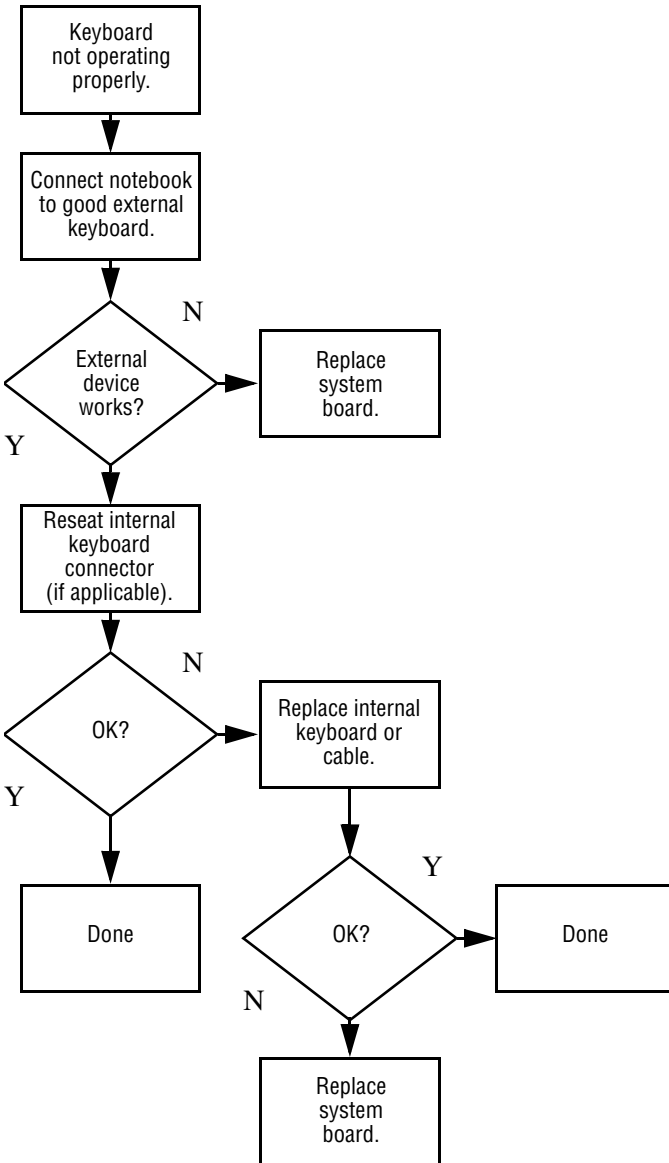 Keyboard
not operating
properly.
Connect notebook
to good external
keyboard.
N
External
device
works?
Replace
system
board.
Y
Reseat internal
keyboard
connector
(if applicable).
N
OK?
Replace internal
keyboard or
cable.
Y
Y
Done
OK?
Done
N
Replace
system
board.